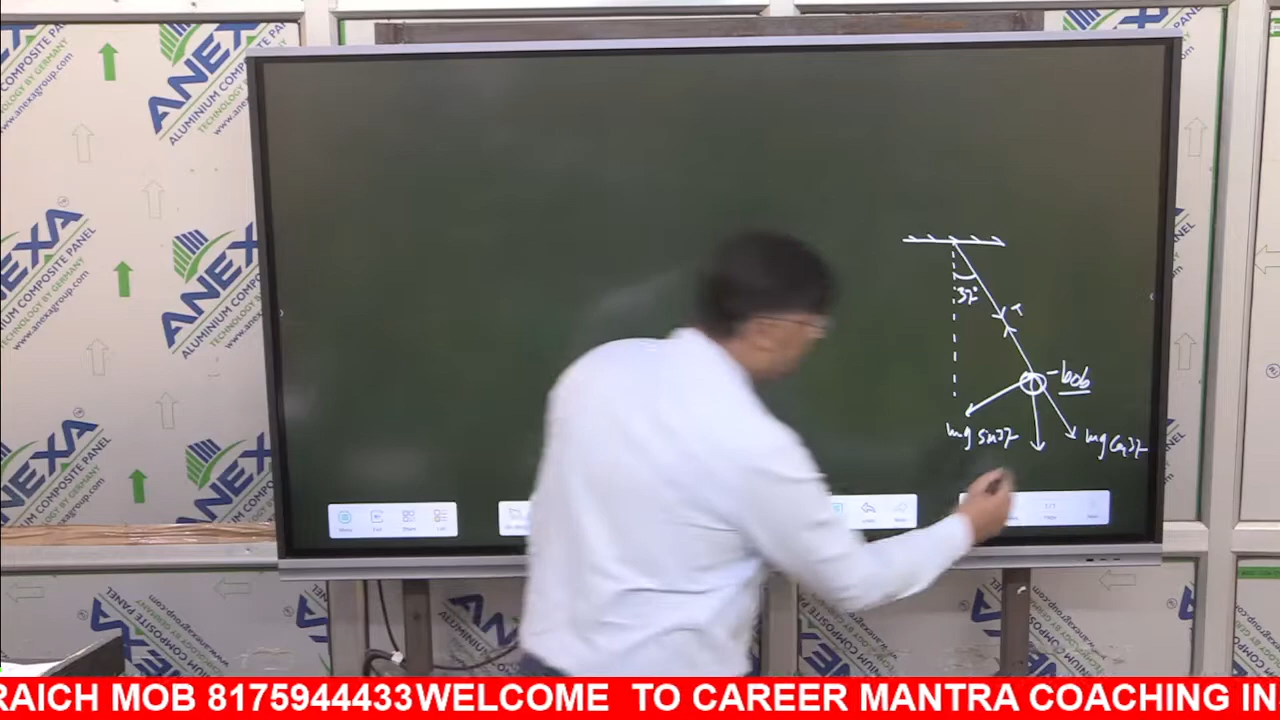 ANEXA
ALUMINIUM COMPOSITE PANEL
TECHNOLOGY BY GERMANY
www.anexagroup.com
37°
T
bob
mg sin37
mg cos37
RAICH MOB 8175944433WELCOME TO CAREER MANTRA COACHING IN